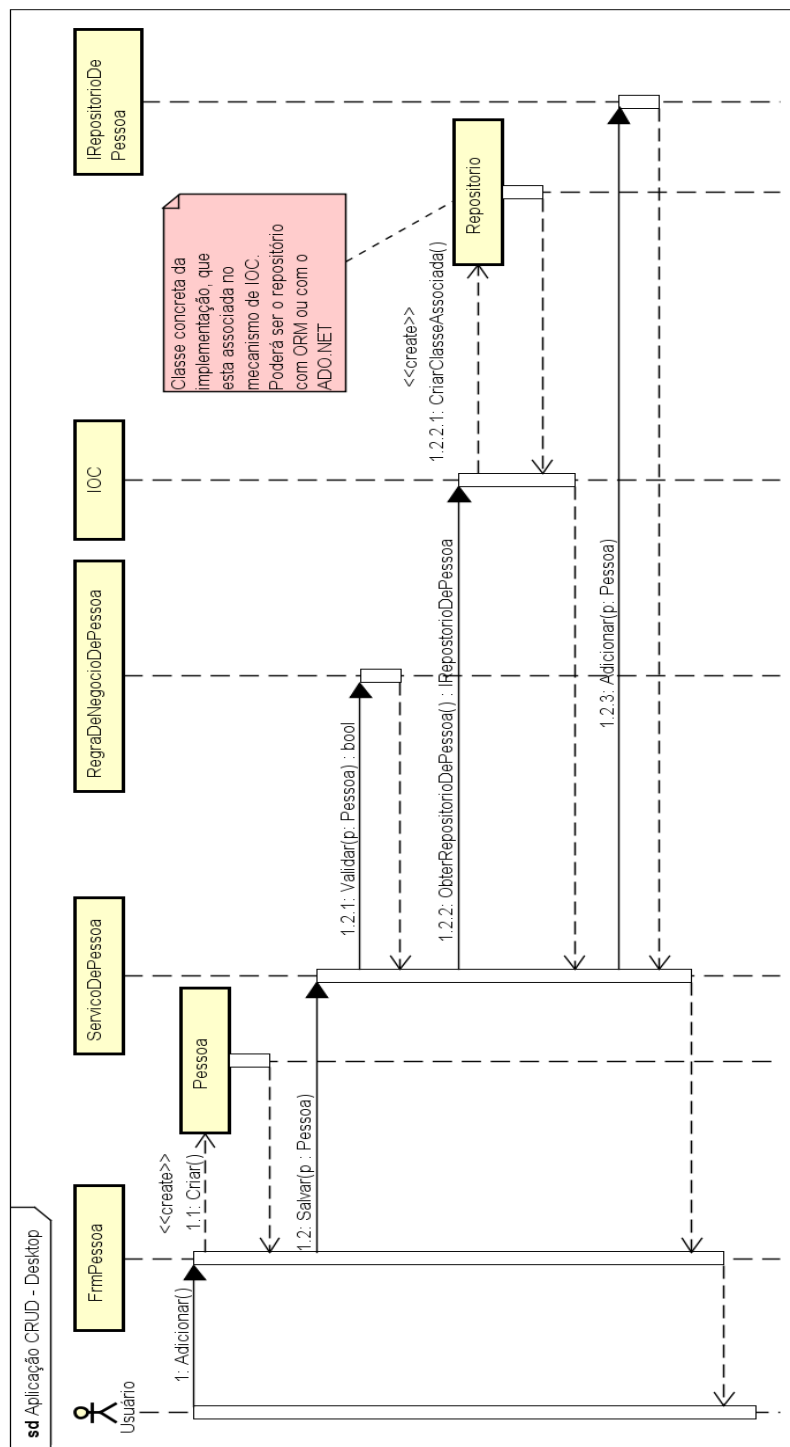 sd Aplicação CRUD - Desktop
Usuário
FrmPessoa
Pessoa
ServicoDePessoa
RegraDeNegocioDePessoa
IOC
Repositorio
IRepositorioDe
Pessoa
Classe concreta da
implementação, que
esta associada no
mecanismo de IOC.
Poderá ser o repositório
com ORM ou com o
ADO.NET
1: Adicionar()
<<create>>
1.1: Criar()
1.2: Salvar(p : Pessoa)
1.2.1: Validar(p: Pessoa) : bool
1.2.2: ObterRepositorioDePessoa() : IRepostorioDePessoa
<<create>>
1.2.2.1: CriarClasseAssociada()
1.2.3: Adicionar(p: Pessoa)